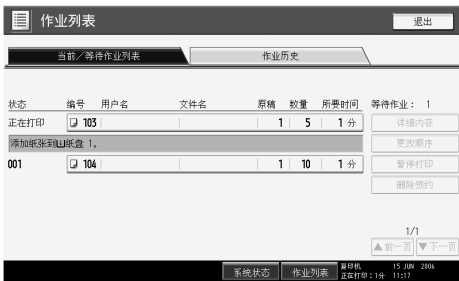 作业列表 退出
当前/等待作业列表 作业历史
状态 编号 用户名 文件名 原稿 数量 所要时间 等待作业： 1
正在打印 103 1 5 1 分 详细内容
添加纸张到纸盘 1。 更改顺序
001 104 1 10 1 分 暂停打印
删除预约
1/1
▲前一页 ▼下一页
系统状态 作业列表 复印机 15 JUN 2006
正在打印：1分 11:17